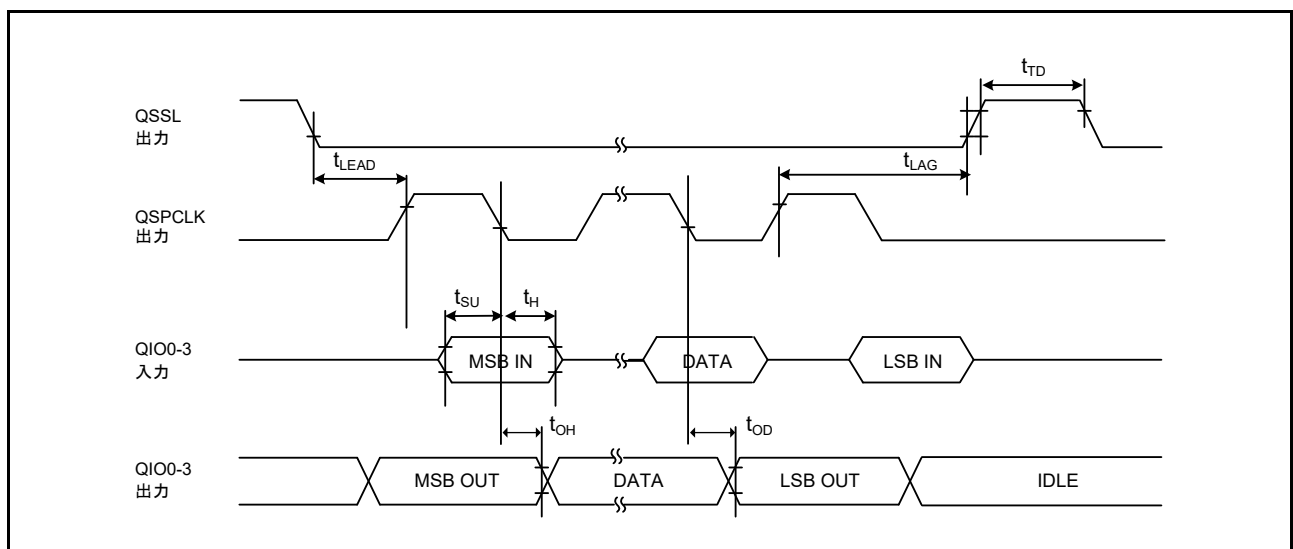 tTD
QSSL
出力
tLEAD
tLAG
QSPCLK
出力
tSU
tH
QIO0-3
入力
MSB IN
DATA
LSB IN
tOH
tOD
QIO0-3
出力
MSB OUT
DATA
LSB OUT
IDLE